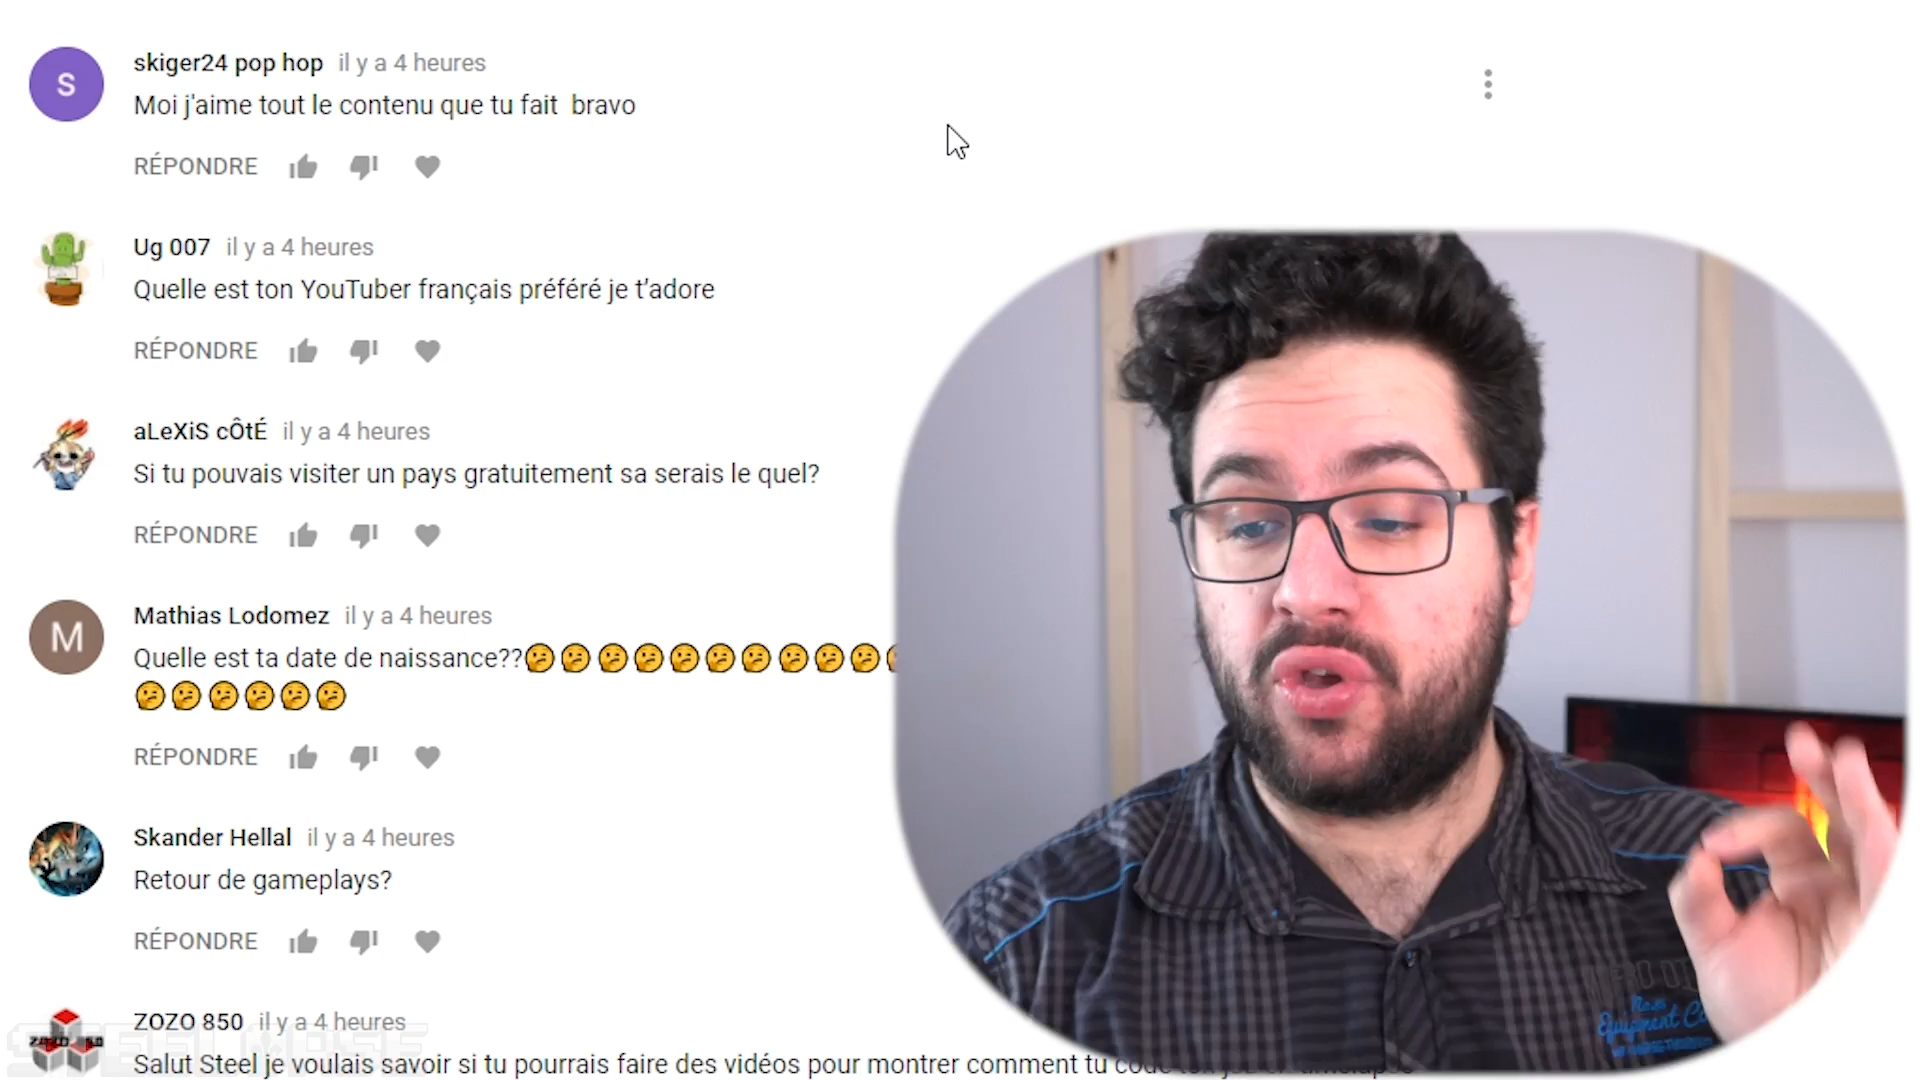 S
skiger24 pop hop il y a 4 heures
Moi j'aime tout le contenu que tu fait  bravo
RÉPONDRE
Ug 007 il y a 4 heures
Quelle est ton YouTuber français préféré je t'adore
RÉPONDRE
aLeXiS cÔtÉ il y a 4 heures
Si tu pouvais visiter un pays gratuitement sa serais le quel?
RÉPONDRE
M
Mathias Lodomez il y a 4 heures
Quelle est ta date de naissance??🤔🤔🤔🤔🤔🤔🤔🤔🤔🤔🤔
🤔🤔🤔🤔🤔🤔
RÉPONDRE
Skander Hellal il y a 4 heures
Retour de gameplays?
RÉPONDRE
ZOZO 850 il y a 4 heures
Salut Steel je voulais savoir si tu pourrais faire des vidéos pour montrer comment tu
Equipment